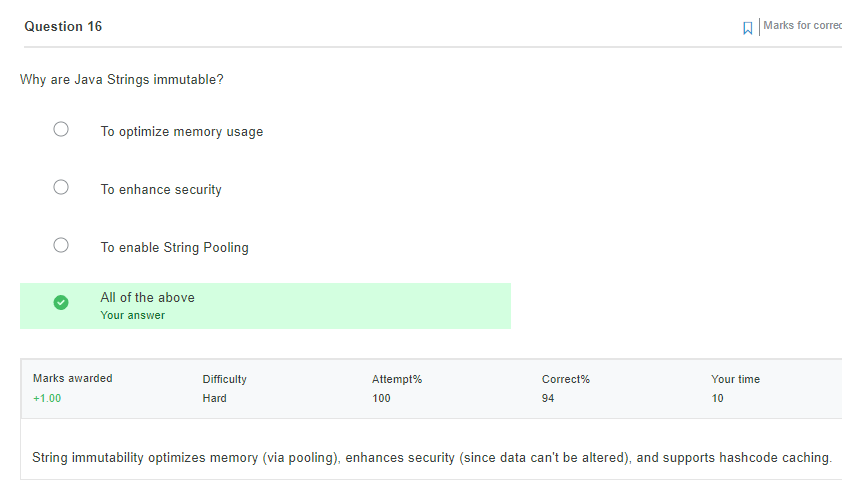 Question 16
Marks for correc
Why are Java Strings immutable?
To optimize memory usage
To enhance security
To enable String Pooling
All of the above
Your answer
Marks awarded Difficulty Attempt% Correct% Your time
+1.00 Hard 100 94 10
String immutability optimizes memory (via pooling), enhances security (since data can't be altered), and supports hashcode caching.